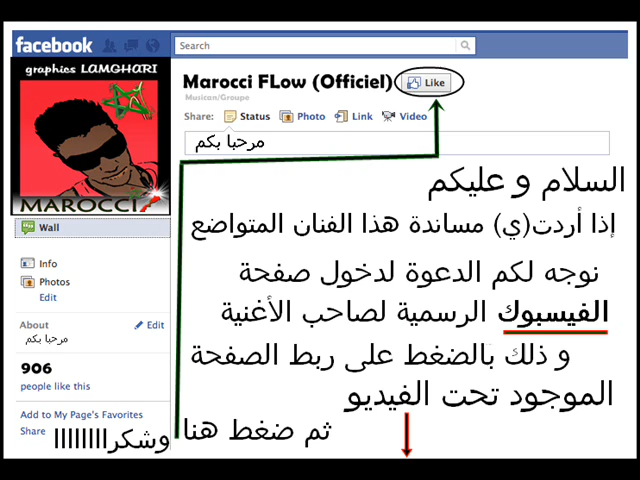 facebook
Search
graphics LAMGHARI
MAROCCI
Marocci FLow (Officiel)
Like
Musican/Groupe
Share: Status Photo Link Video
مرحبا بكم
السلام و عليكم
إذا أردت(ي) مساندة هذا الفنان المتواضع
نوجه لكم الدعوة لدخول صفحة
الفيسبوك الرسمية لصاحب الأغنية
و ذلك بالضغط على ربط الصفحة
الموجود تحت الفيديو
ثم ضغط هنا وشكراااااااا
Wall
Info
Photos
Edit
About
Edit
مرحبا بكم
906
people like this
Add to My Page's Favorites
Share